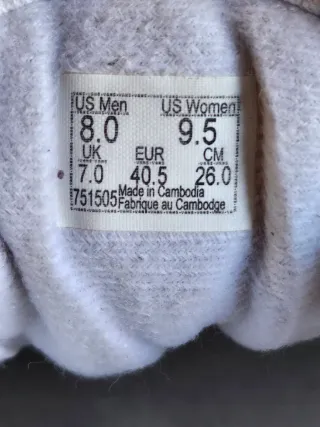 US Men US Women
8.0 9.5
UK EUR CM
7.0 40.5 26.0
751505 Made in Cambodia
Fabrique au Cambodge